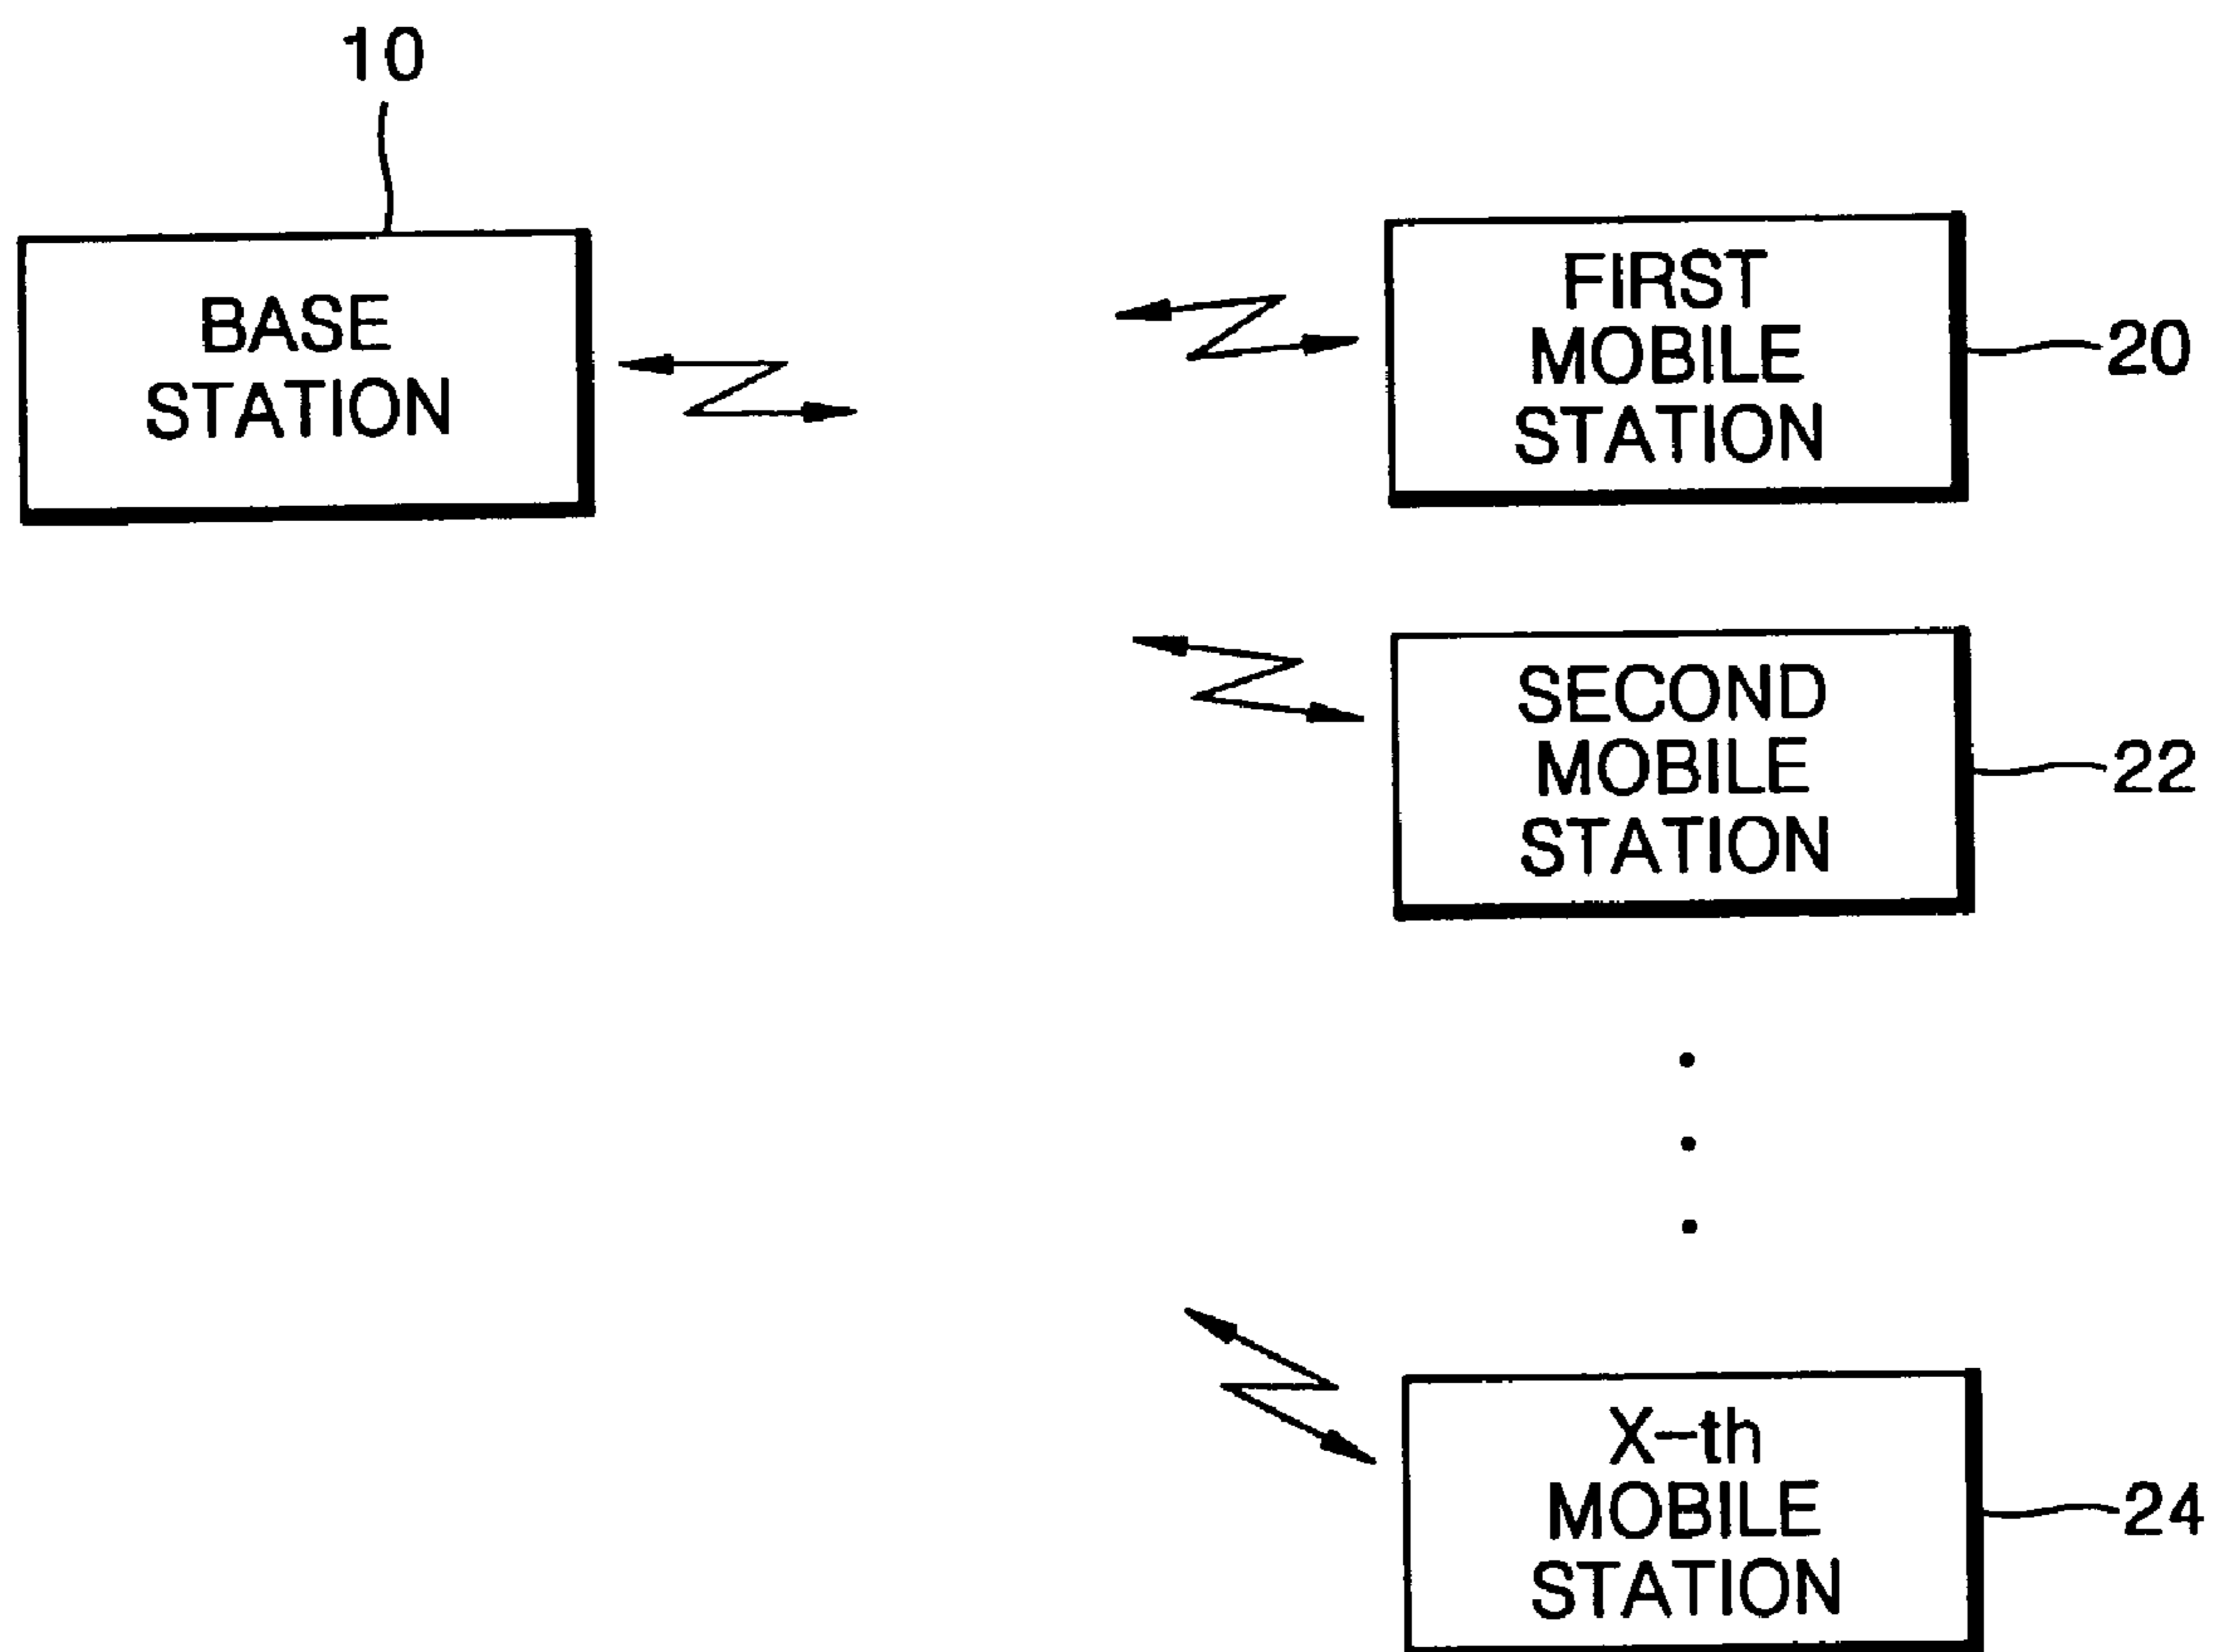 10
BASE
STATION
FIRST
MOBILE
STATION
20
SECOND
MOBILE
STATION
22
X-th
MOBILE
STATION
24